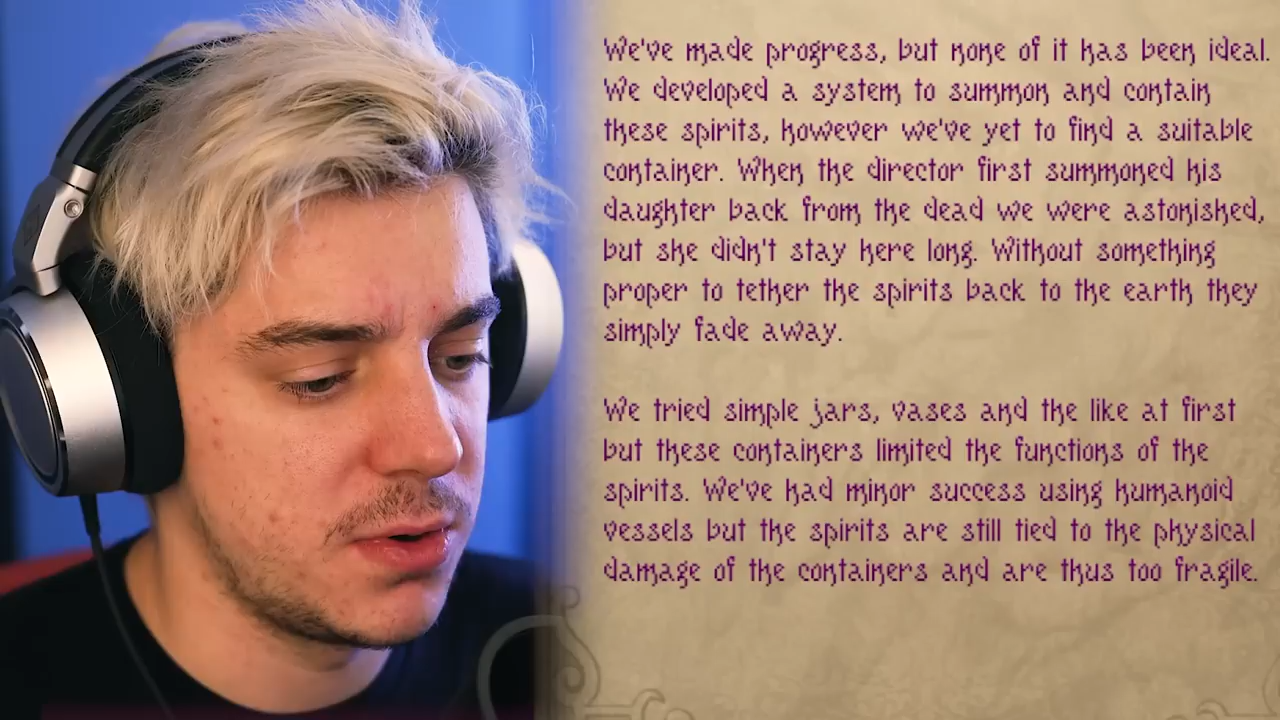 We've made progress, but none of it has been ideal.
We developed a system to summon and contain
these spirits, however we've yet to find a suitable
container. When the director first summoned his
daughter back from the dead we were astonished,
but she didn't stay here long. Without something
proper to tether the spirits back to the earth they
simply fade away.
We tried simple jars, vases and the like at first
but these containers limited the functions of the
spirits. We've had minor success using humanoid
vessels but the spirits are still tied to the physical
damage of the containers and are thus too fragile.